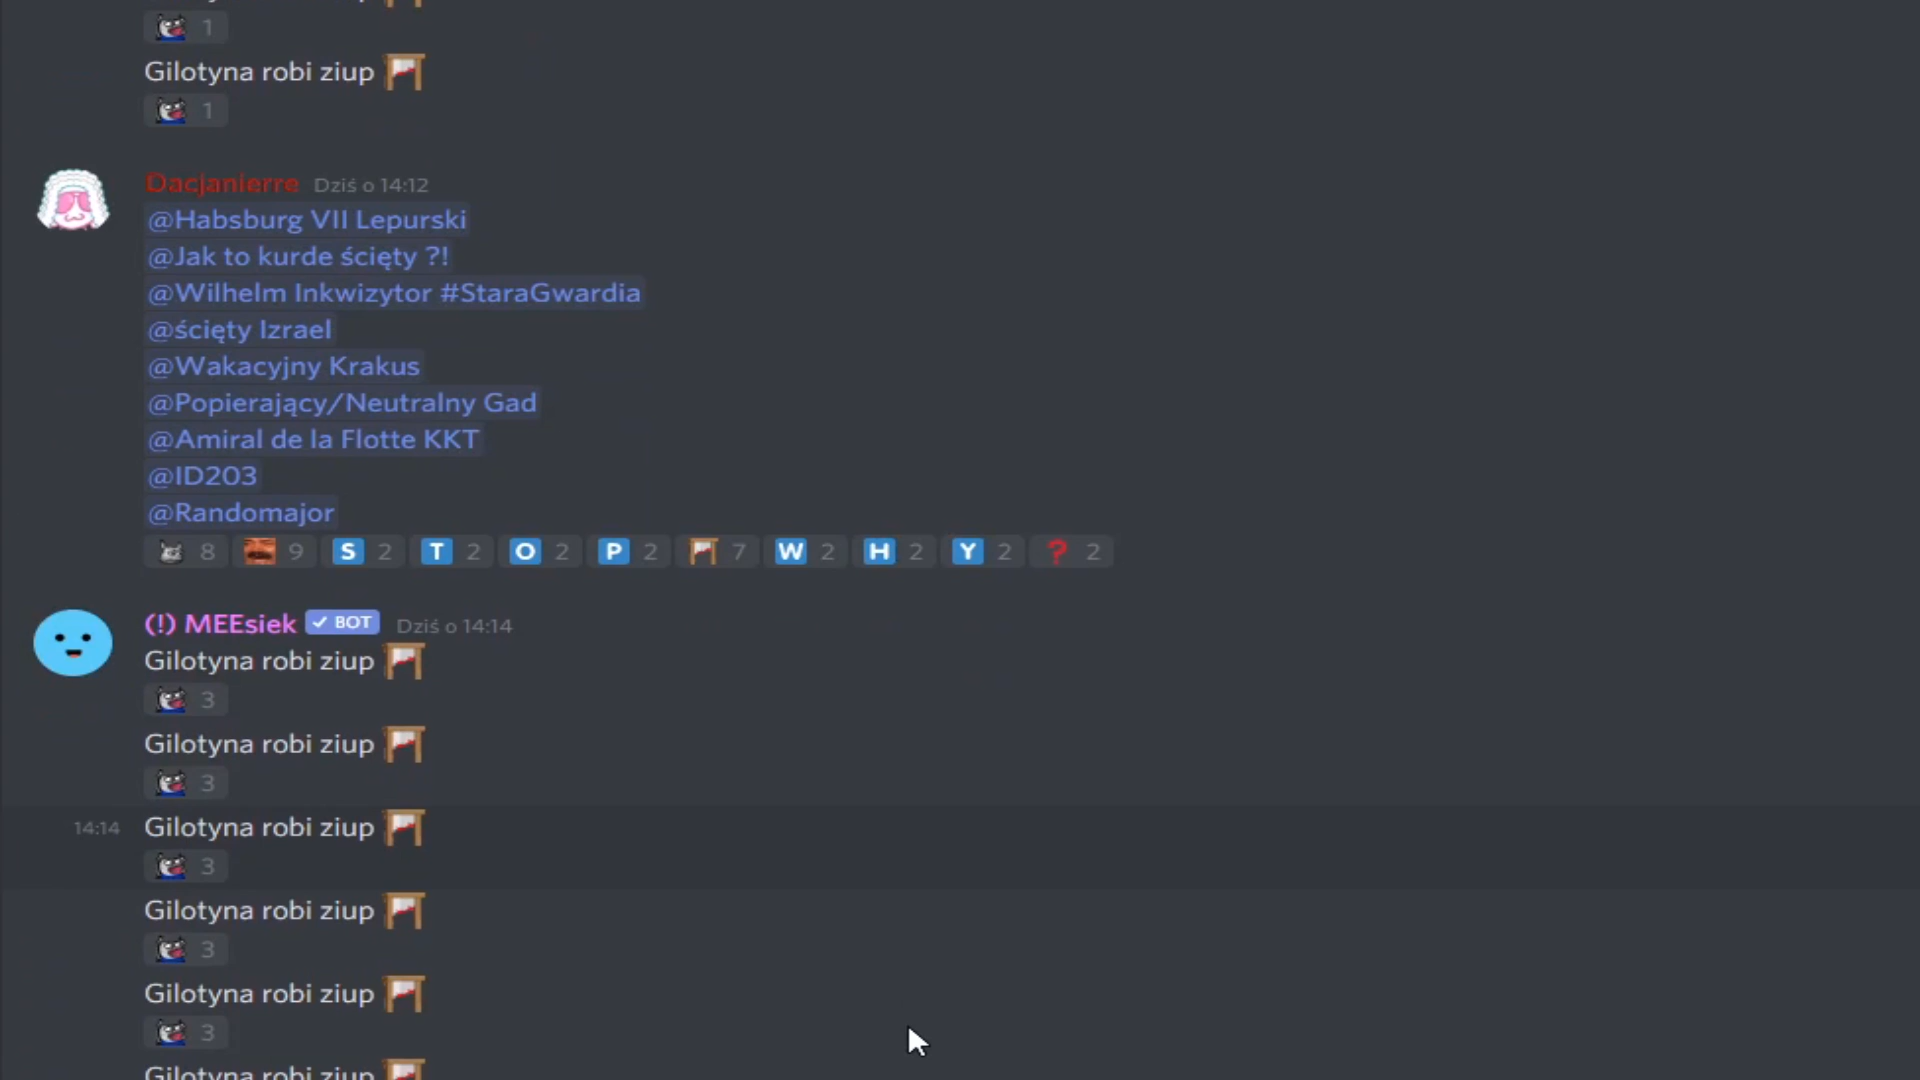 1
Gilotyna robi ziup
1
Dacjanierre Dziś o 14:12
@Habsburg VII Lepurski
@Jak to kurde ścięty ?!
@Wilhelm Inkwizytor #StaraGwardia
@ścięty Izrael
@Wakacyjny Krakus
@Popierający/Neutralny Gad
@Amiral de la Flotte KKT
@ID203
@Randomajor
8 9 S 2 T 2 O 2 P 2 7 W 2 H 2 Y 2 ? 2
(!) MEEsiek BOT Dziś o 14:14
Gilotyna robi ziup
3
Gilotyna robi ziup
3
14:14 Gilotyna robi ziup
3
Gilotyna robi ziup
3
Gilotyna robi ziup
3
Gilotyna robi ziup